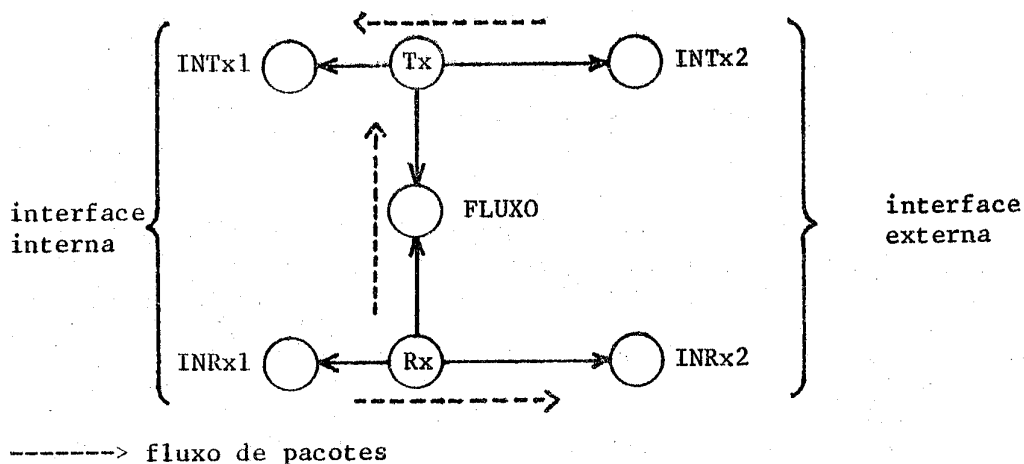 INTx1
Tx
INTx2
interface
interna
FLUXO
interface
externa
INRx1
Rx
INRx2
-------> fluxo de pacotes